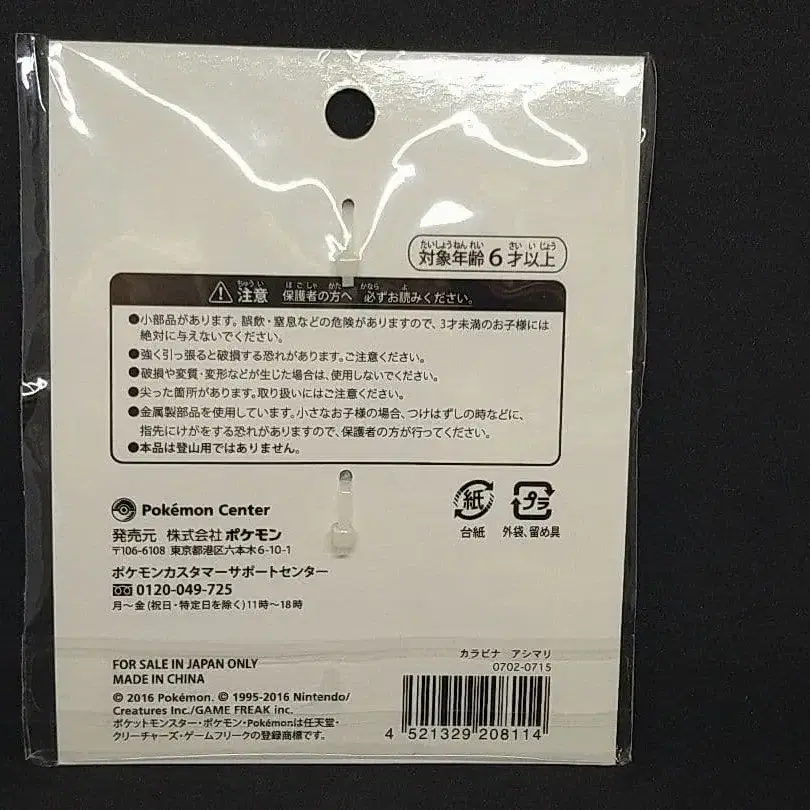 たいしょうねんれい さい いじょう
対象年齢 6 才以上
ちゅうい ほごしゃ かた かなら よ
注意 保護者の方へ 必ずお読みください。
●小部品があります。誤飲・窒息などの危険がありますので、3才未満のお子様には
絶対に与えないでください。
●強く引っ張ると破損する恐れがあります。ご注意ください。
●破損や変質・変形などが生じた場合は、使用しないでください。
●尖った箇所があります。取り扱いにはご注意ください。
●金属製部品を使用しています。小さなお子様の場合、つけはずしの時などに、
指先にけがをする恐れがありますので、保護者の方が行ってください。
●本品は登山用ではありません。
Pokémon Center
発売元 株式会社 ポケモン
〒106-6108 東京都港区六本木6-10-1
ポケモンカスタマーサポートセンター
0120-049-725
月～金(祝日・特定日を除く)11時～18時
紙 プラ
台紙 外袋、留め具
FOR SALE IN JAPAN ONLY
MADE IN CHINA
© 2016 Pokémon. © 1995-2016 Nintendo/
Creatures Inc./GAME FREAK inc.
ポケットモンスター・ポケモン・Pokémonは任天堂・
クリーチャーズ・ゲームフリークの登録商標です。
カラビナ アシマリ
0702-0715
4 521329 208114